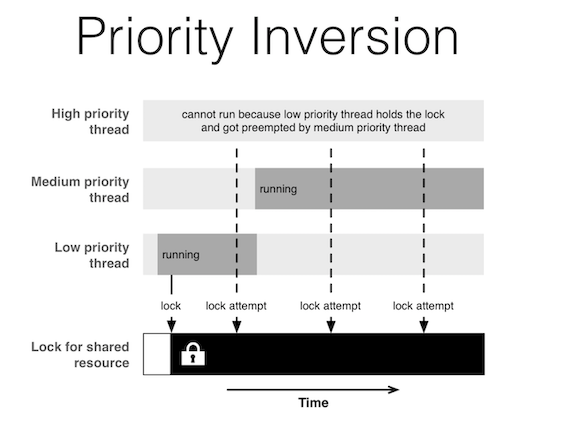 Priority Inversion
High priority
thread
cannot run because low priority thread holds the lock
and got preempted by medium priority thread
Medium priority
thread
running
Low priority
thread
running
lock
lock attempt
lock attempt
lock attempt
Lock for shared
resource
Time